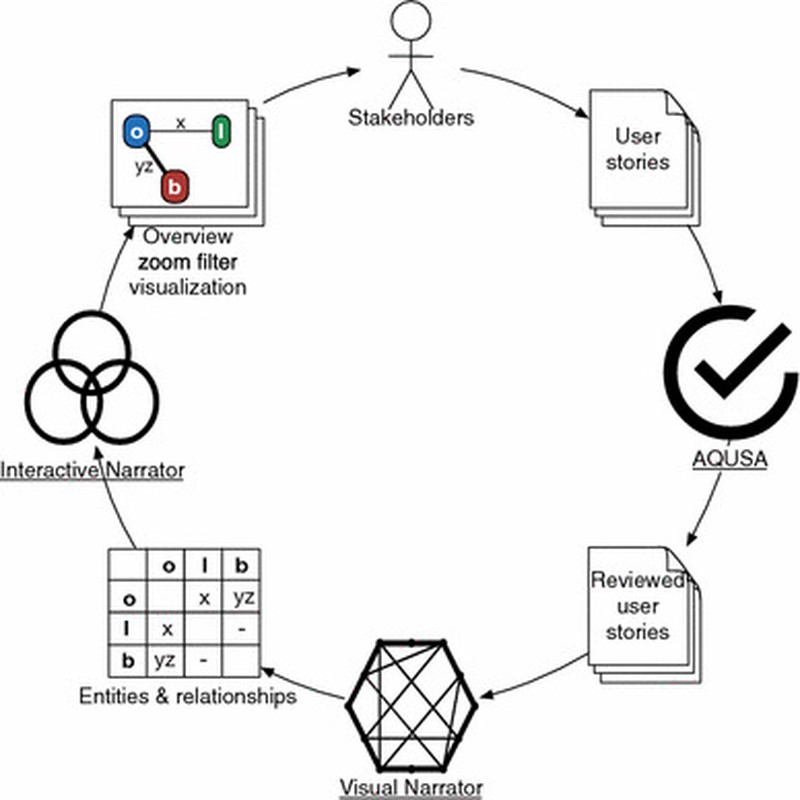 Stakeholders
User
stories
AQUSA
Reviewed
user
stories
Visual Narrator
o l b
o x yz
l x -
b yz -
Entities & relationships
Interactive Narrator
o x l
yz
b
Overview
zoom filter
visualization